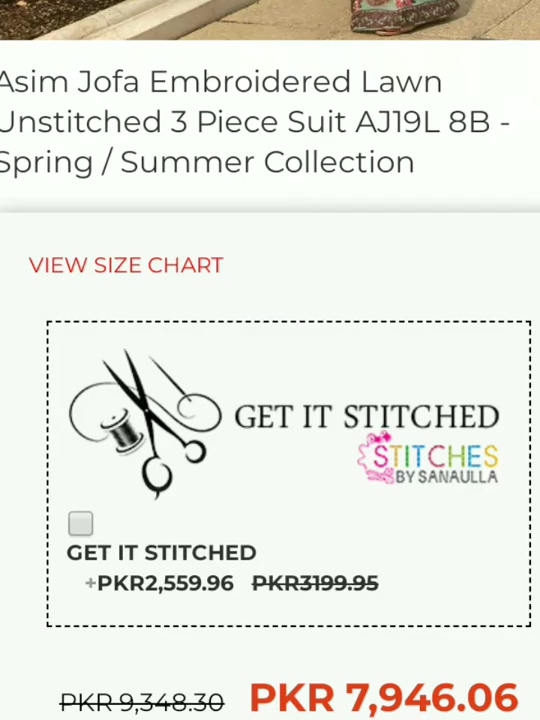 Asim Jofa Embroidered Lawn
Unstitched 3 Piece Suit AJ19L 8B -
Spring / Summer Collection
VIEW SIZE CHART
GET IT STITCHED
STITCHES
BY SANAULLA
GET IT STITCHED
+PKR2,559.96 PKR3199.95
PKR 9,348.30 PKR 7,946.06